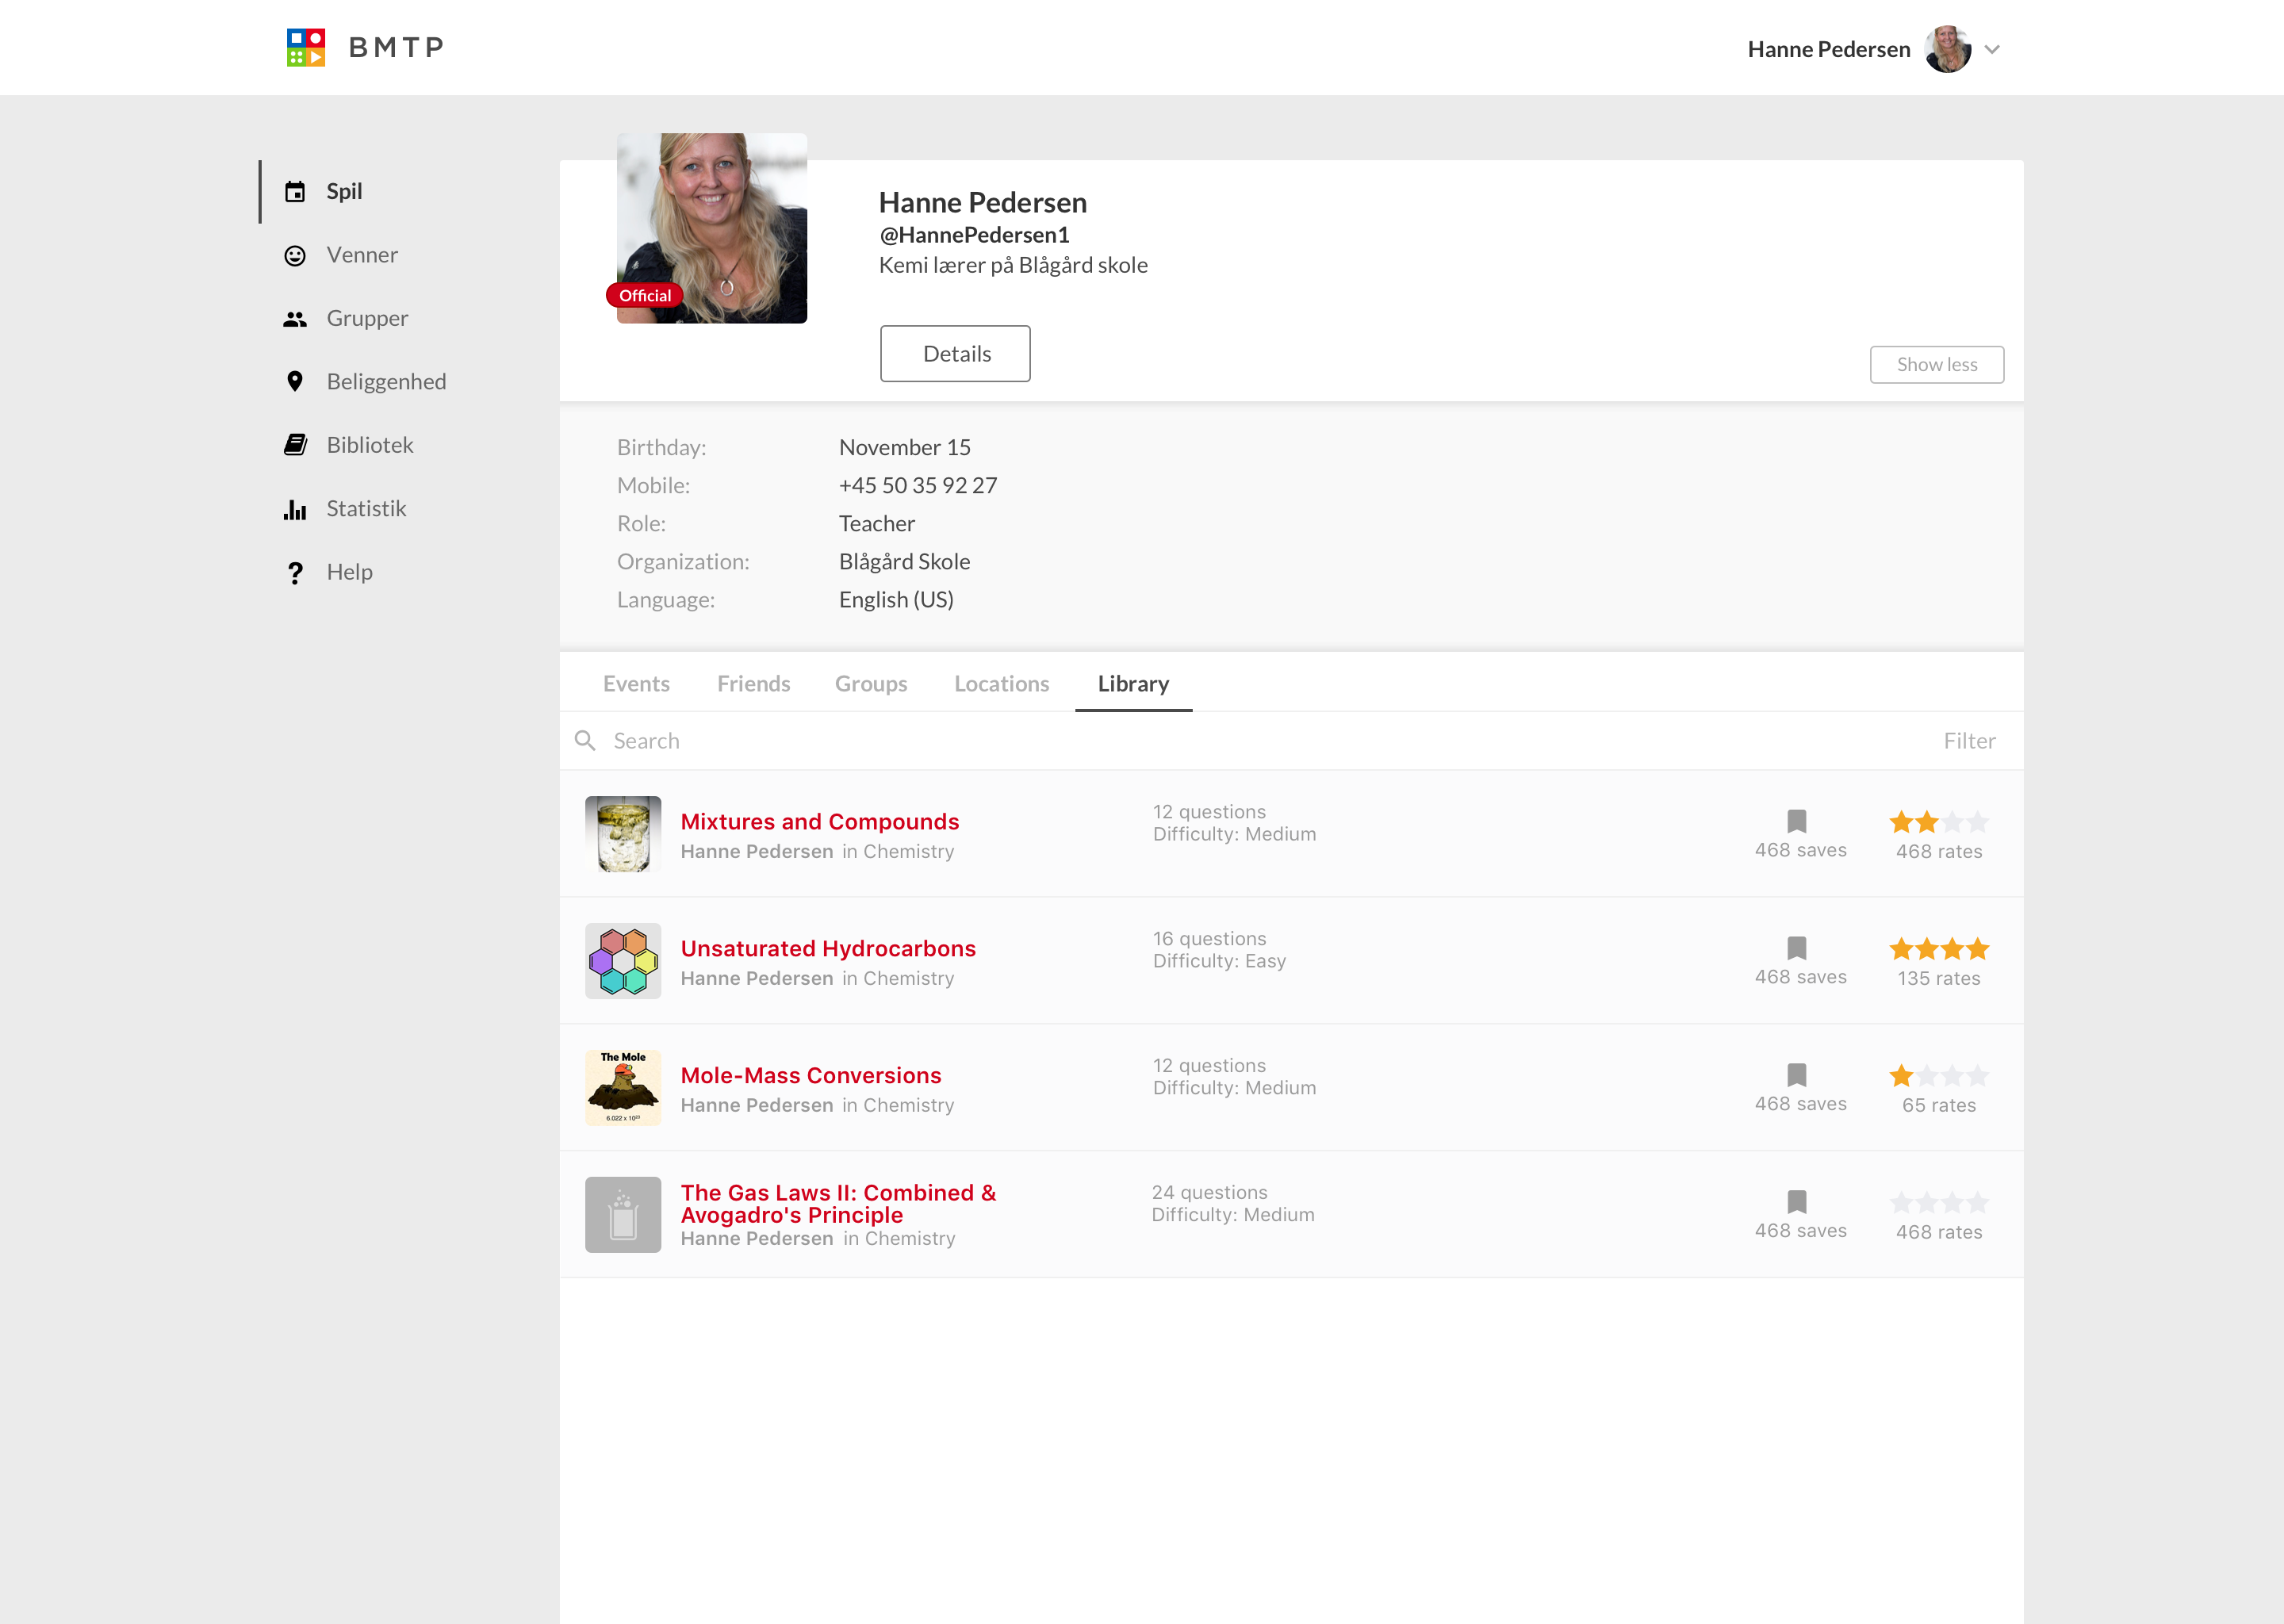 BMTP
Hanne Pedersen
Spil
Venner
Grupper
Beliggenhed
Bibliotek
Statistik
Help
Official
Hanne Pedersen
@HannePedersen1
Kemi lærer på Blågård skole
Details
Show less
Birthday: November 15
Mobile: +45 50 35 92 27
Role: Teacher
Organization: Blågård Skole
Language: English (US)
Events Friends Groups Locations Library
Search Filter
Mixtures and Compounds
Hanne Pedersen in Chemistry
12 questions
Difficulty: Medium
468 saves
468 rates
Unsaturated Hydrocarbons
Hanne Pedersen in Chemistry
16 questions
Difficulty: Easy
468 saves
135 rates
The Mole
6.022 x 10²³
Mole-Mass Conversions
Hanne Pedersen in Chemistry
12 questions
Difficulty: Medium
468 saves
65 rates
The Gas Laws II: Combined &
Avogadro's Principle
Hanne Pedersen in Chemistry
24 questions
Difficulty: Medium
468 saves
468 rates